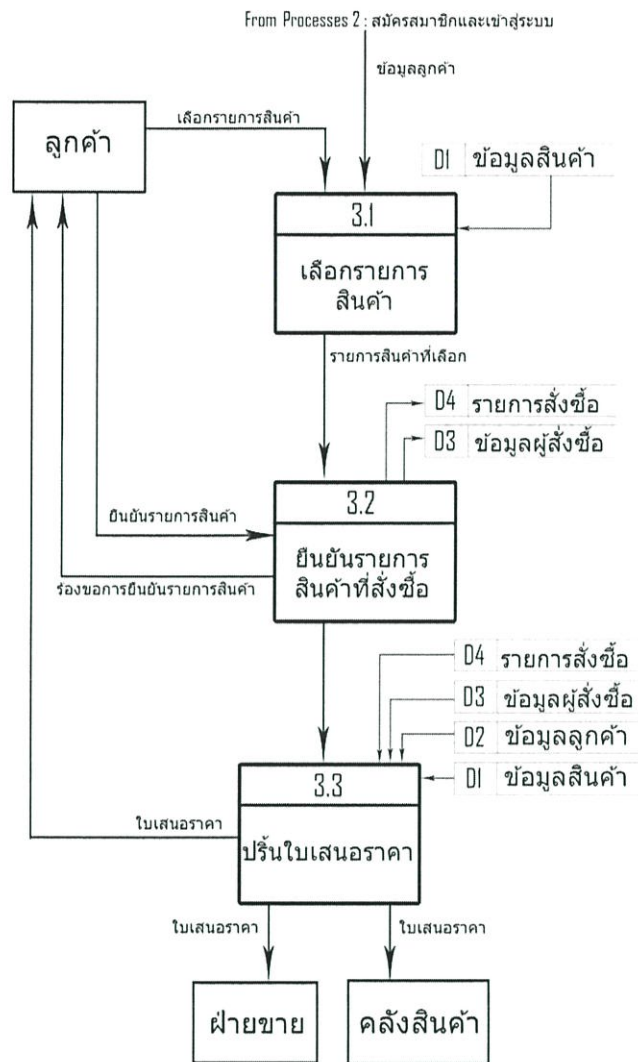 From Processes 2 : สมัครสมาชิกและเข้าสู่ระบบ
ข้อมูลลูกค้า
เลือกรายการสินค้า
ลูกค้า
D1 ข้อมูลสินค้า
3.1
เลือกรายการ
สินค้า
รายการสินค้าที่เลือก
D4 รายการสั่งซื้อ
D3 ข้อมูลผู้สั่งซื้อ
3.2
ยืนยันรายการสินค้า
ยืนยันรายการ
สินค้าที่สั่งซื้อ
ร้องขอการยืนยันรายการสินค้า
D4 รายการสั่งซื้อ
D3 ข้อมูลผู้สั่งซื้อ
D2 ข้อมูลลูกค้า
D1 ข้อมูลสินค้า
3.3
ใบเสนอราคา
ปริ้นใบเสนอราคา
ใบเสนอราคา
ใบเสนอราคา
ฝ่ายขาย
คลังสินค้า